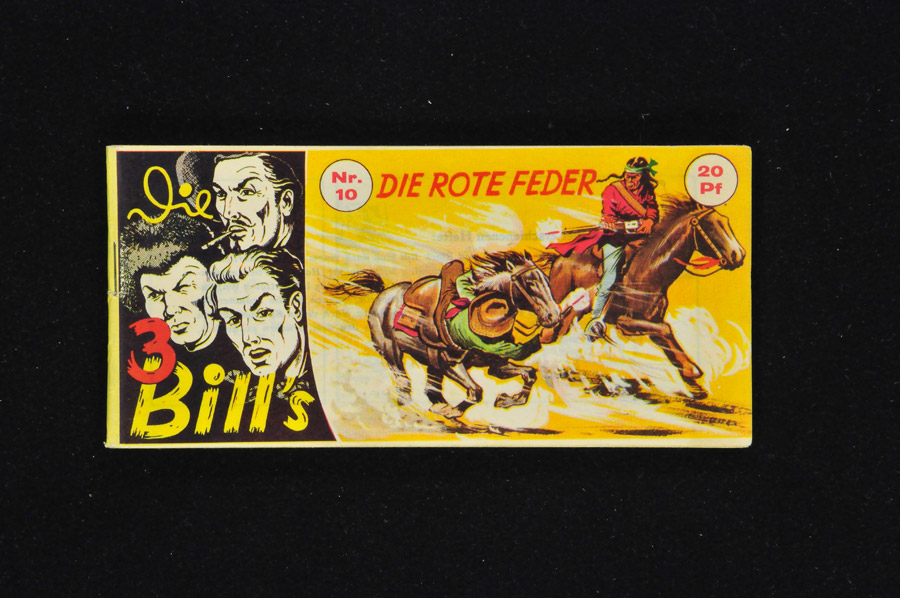 Die
3
Bill's
Nr.
10
DIE ROTE FEDER
20
Pf